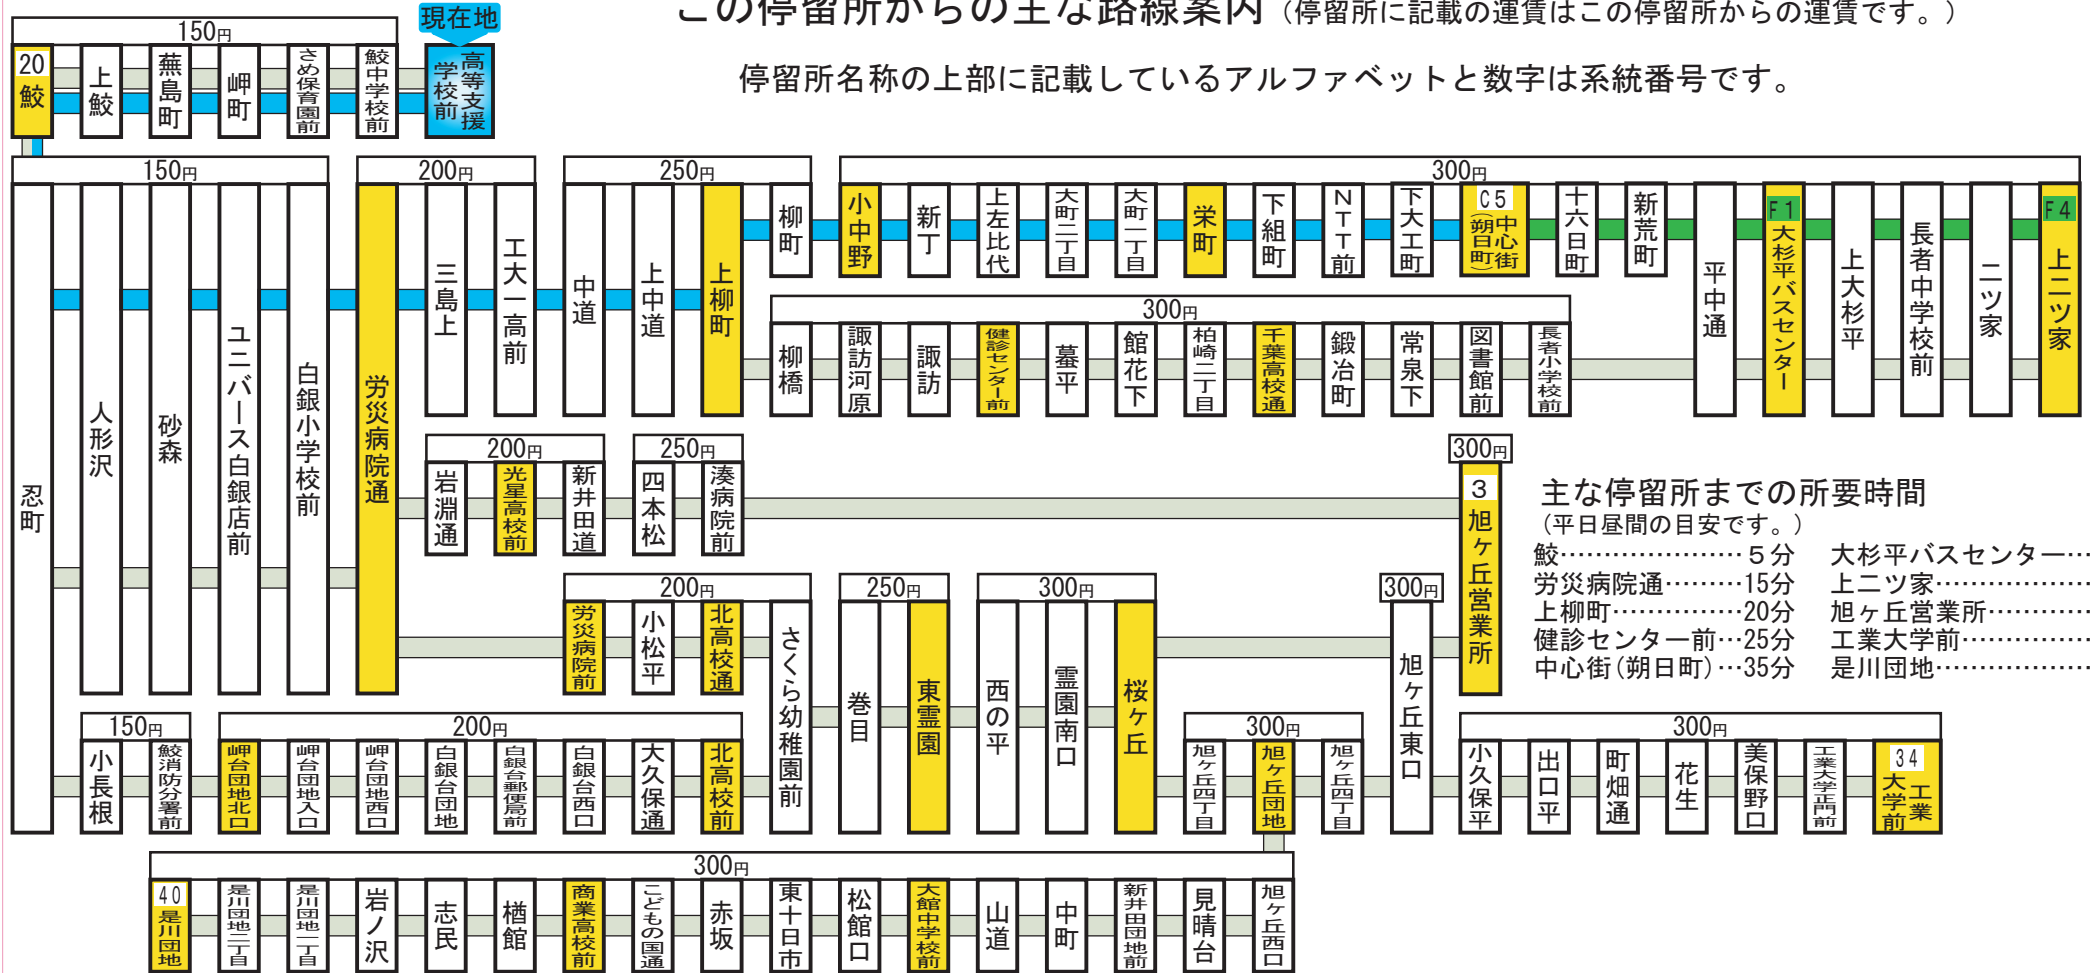 この停留所からの主な路線案内(停留所に記載の運賃はこの停留所からの運賃です。)
停留所名称の上部に記載しているアルファベットと数字は系統番号です。
現在地
150円
20
鮫
上鮫
蕪島町
岬町
さめ保育園前
鮫中学校前
高等支援
学校前
150円
200円
250円
300円
忍町
人形沢
砂森
ユニバース白銀店前
白銀小学校前
労災病院通
三島上
工大一高前
中道
上中道
上柳町
柳町
小中野
新丁
上左比代
大町二丁目
大町一丁目
栄町
下組町
NTT前
下大工町
C5
中心街
(朔日町)
十六日町
新荒町
平中通
F1
大杉平バスセンター
上大杉平
長者中学校前
二ツ家
F4
上二ツ家
300円
柳橋
諏訪河原
諏訪
健診センター前
墓平
館花下
柏崎二丁目
千葉高校通
鍛冶町
常泉下
図書館前
長者小学校前
200円
250円
300円
岩淵通
光星高校前
新井田道
四本松
湊病院前
3
旭ヶ丘営業所
主な停留所までの所要時間
(平日昼間の目安です。)
鮫…………………5分
労災病院通………15分
上柳町……………20分
健診センター前…25分
中心街(朔日町)…35分
大杉平バスセンター…
上二ツ家………………
旭ヶ丘営業所…………
工業大学前……………
是川団地………………
200円
250円
300円
300円
労災病院前
小松平
北高校通
さくら幼稚園前
巻目
東霊園
西の平
霊園南口
桜ヶ丘
旭ヶ丘東口
150円
200円
300円
300円
小長根
鮫消防分署前
岬台団地北口
岬台団地入口
岬台団地西口
白銀台団地
白銀台郵便局前
白銀台西口
大久保通
北高校前
旭ヶ丘四丁目
旭ヶ丘団地
旭ヶ丘四丁目
小久保平
出口平
町畑通
花生
美保野口
工業大学正門前
34
工業
大学前
300円
40
是川団地
是川団地二丁目
是川団地一丁目
岩ノ沢
志民
楢館
商業高校前
こどもの国通
赤坂
東十日市
松館口
大館中学校前
山道
中町
新井田団地前
見晴台
旭ヶ丘西口